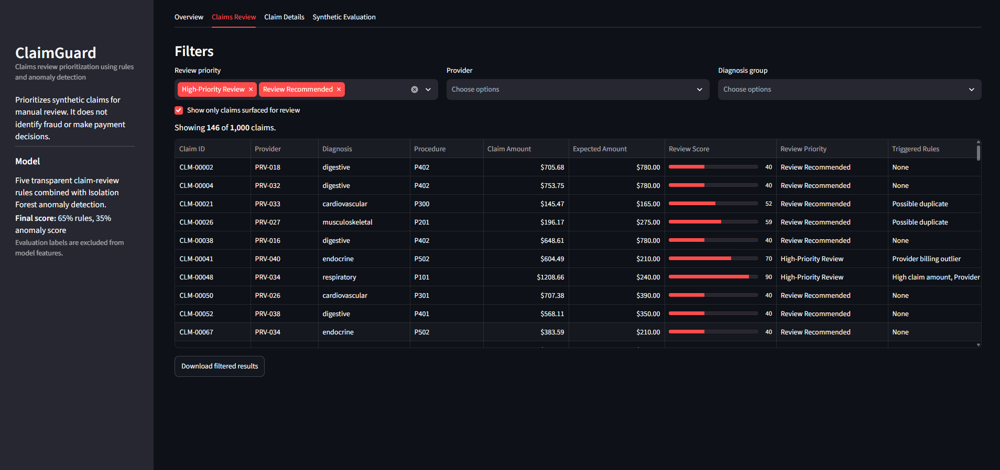 ClaimGuard
Claims review prioritization using rules
and anomaly detection
Prioritizes synthetic claims for
manual review. It does not
identify fraud or make payment
decisions.
Model
Five transparent claim-review
rules combined with Isolation
Forest anomaly detection.
Final score: 65% rules, 35%
anomaly score
Evaluation labels are excluded from
model features.
Overview Claims Review Claim Details Synthetic Evaluation
Filters
Review priority Provider Diagnosis group
High-Priority Review × Review Recommended × Choose options Choose options
Show only claims surfaced for review
Showing 146 of 1,000 claims.
Claim ID Provider Diagnosis Procedure Claim Amount Expected Amount Review Score Review Priority Triggered Rules
CLM-00002 PRV-018 digestive P402 $705.68 $780.00 40 Review Recommended None
CLM-00004 PRV-032 digestive P402 $753.75 $780.00 40 Review Recommended None
CLM-00021 PRV-033 cardiovascular P300 $145.47 $165.00 52 Review Recommended Possible duplicate
CLM-00026 PRV-027 musculoskeletal P201 $196.17 $275.00 59 Review Recommended Possible duplicate
CLM-00038 PRV-016 digestive P402 $648.61 $780.00 40 Review Recommended None
CLM-00041 PRV-040 endocrine P502 $604.49 $210.00 70 High-Priority Review Provider billing outlier
CLM-00048 PRV-034 respiratory P101 $1208.66 $240.00 90 High-Priority Review High claim amount, Provider
CLM-00050 PRV-026 cardiovascular P301 $707.38 $390.00 40 Review Recommended None
CLM-00052 PRV-038 digestive P401 $568.11 $350.00 40 Review Recommended None
CLM-00067 PRV-034 endocrine P502 $383.59 $210.00 40 Review Recommended None
Download filtered results